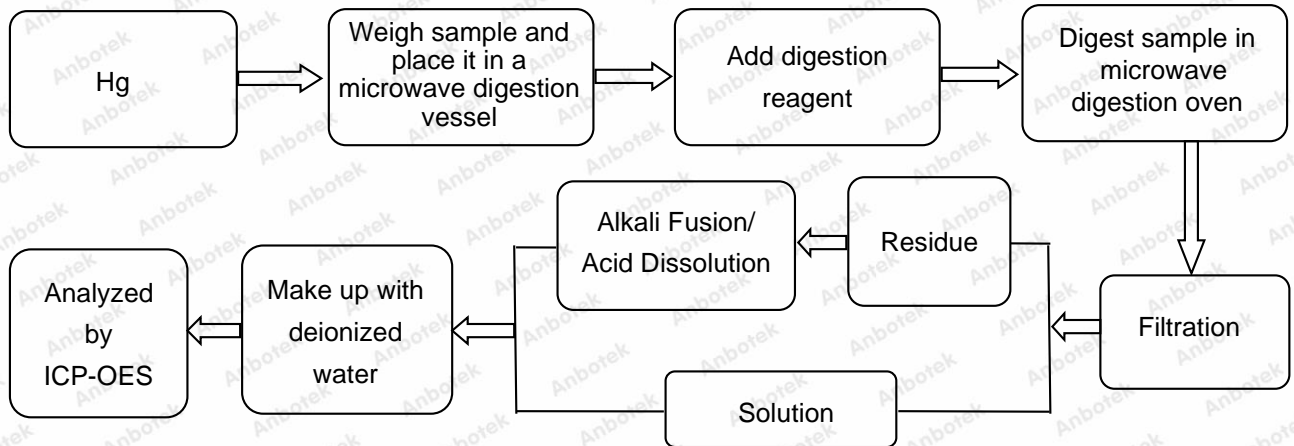 Hg
Weigh sample and
place it in a
microwave digestion
vessel
Add digestion
reagent
Digest sample in
microwave
digestion oven
Filtration
Residue
Alkali Fusion/
Acid Dissolution
Solution
Make up with
deionized
water
Analyzed
by
ICP-OES
Anbotek